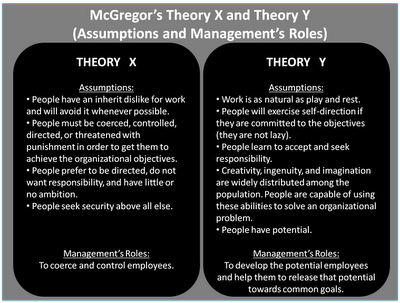 McGregor's Theory X and Theory Y
(Assumptions and Management's Roles)
THEORY X
Assumptions:
• People have an inherit dislike for work
and will avoid it whenever possible.
• People must be coerced, controlled,
directed, or threatened with
punishment in order to get them to
achieve the organizational objectives.
• People prefer to be directed, do not
want responsibility, and have little or
no ambition.
• People seek security above all else.
Management's Roles:
To coerce and control employees.
THEORY Y
Assumptions:
• Work is as natural as play and rest.
• People will exercise self-direction if
they are committed to the objectives
(they are not lazy).
• People learn to accept and seek
responsibility.
• Creativity, ingenuity, and imagination
are widely distributed among the
population. People are capable of using
these abilities to solve an organizational
problem.
• People have potential.
Management's Roles:
To develop the potential employees
and help them to release that potential
towards common goals.